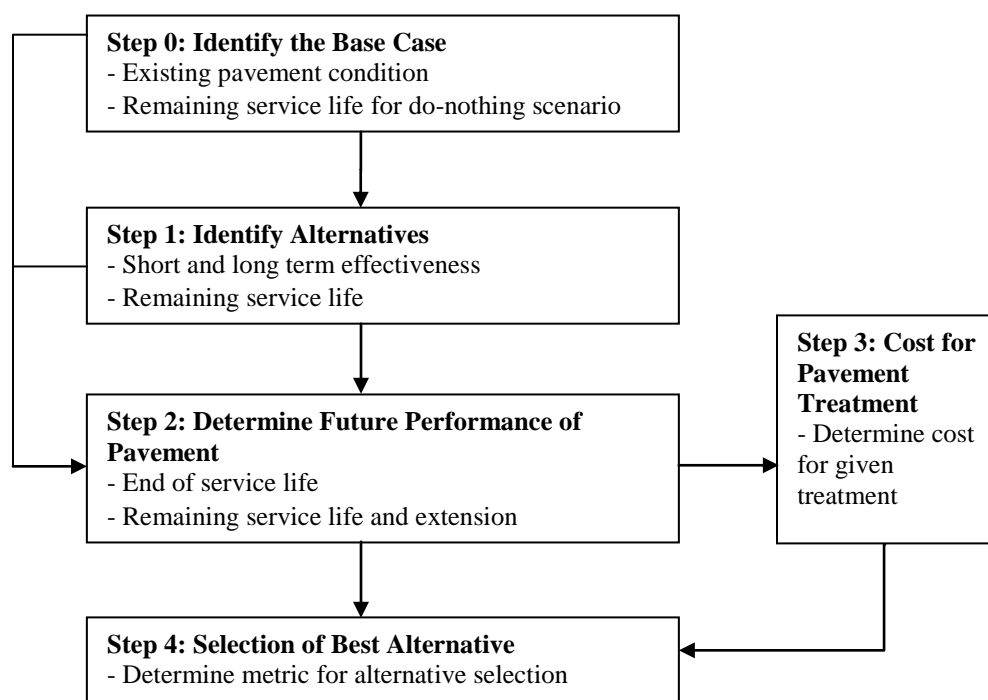 Step 0: Identify the Base Case
- Existing pavement condition
- Remaining service life for do-nothing scenario
Step 1: Identify Alternatives
- Short and long term effectiveness
- Remaining service life
Step 2: Determine Future Performance of
Pavement
- End of service life
- Remaining service life and extension
Step 3: Cost for
Pavement
Treatment
- Determine cost
for given
treatment
Step 4: Selection of Best Alternative
- Determine metric for alternative selection